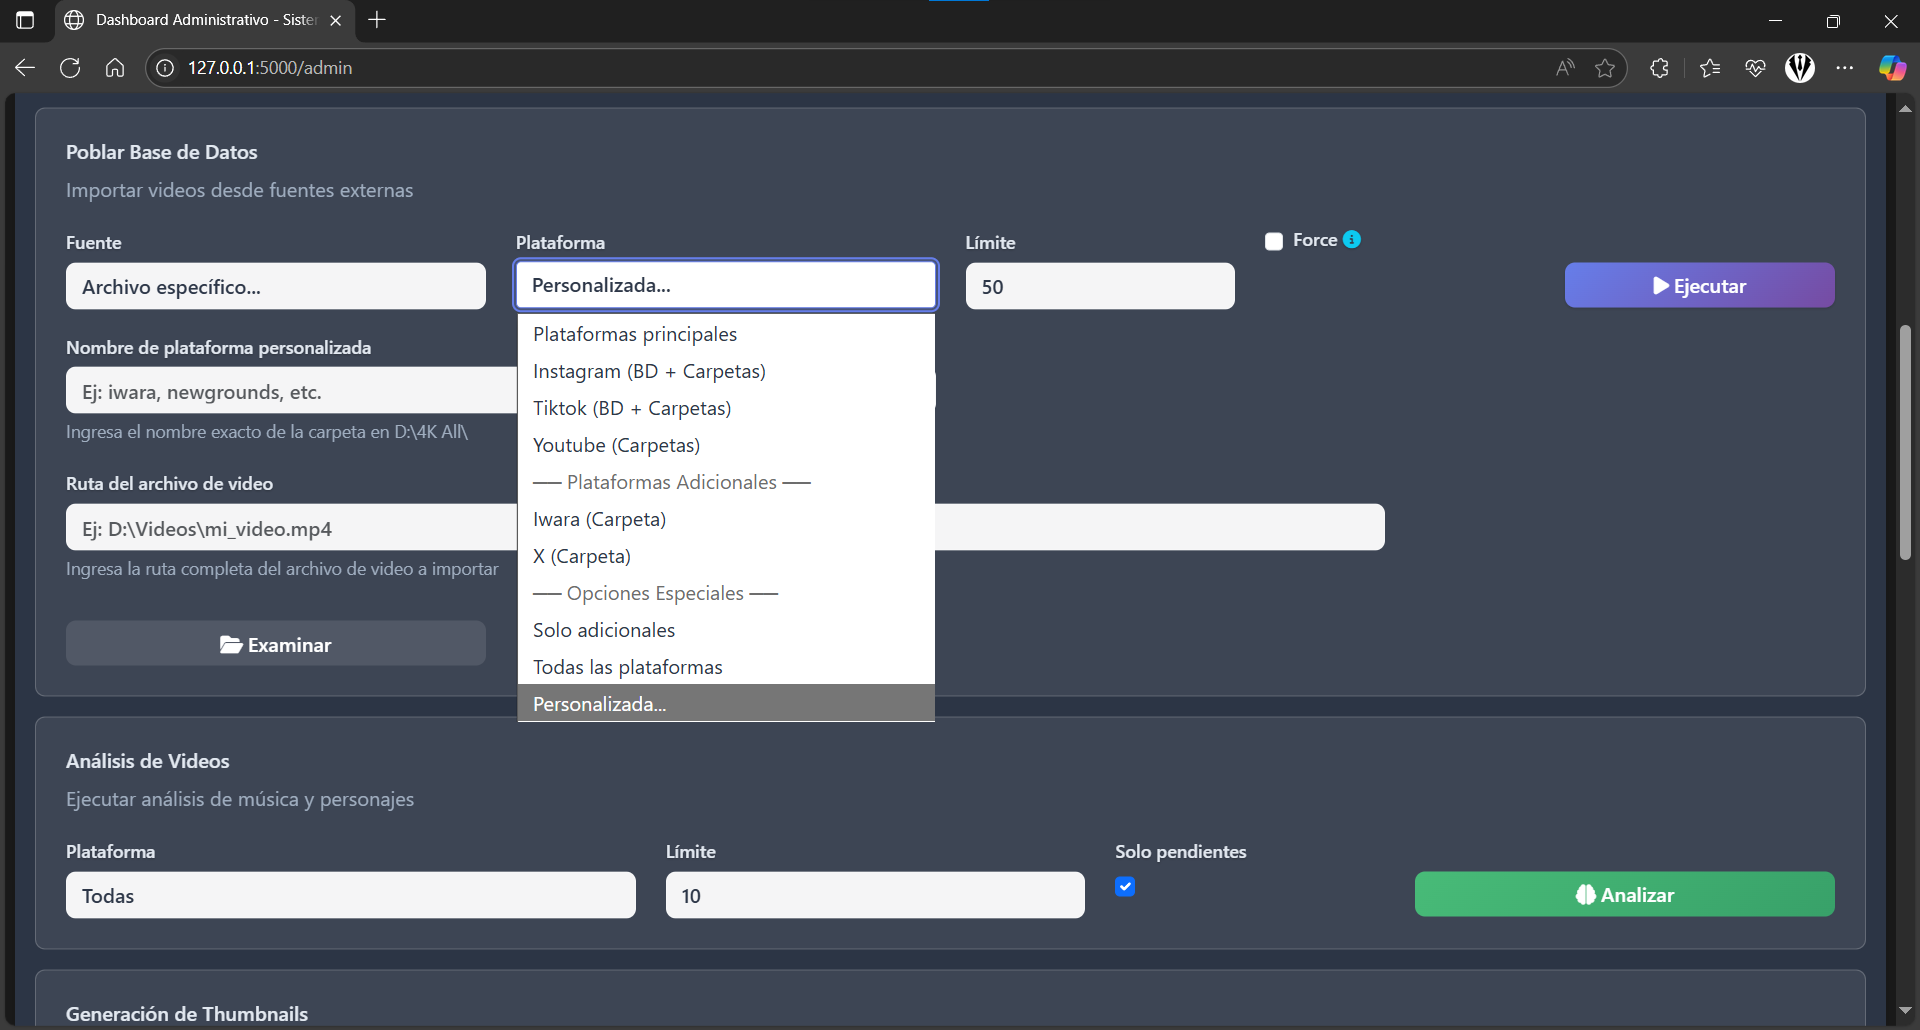 Dashboard Administrativo - Siste
127.0.0.1:5000/admin
Poblar Base de Datos
Importar videos desde fuentes externas
Fuente
Plataforma
Límite
Force
Archivo específico...
Personalizada...
50
Ejecutar
Plataformas principales
Instagram (BD + Carpetas)
Tiktok (BD + Carpetas)
Youtube (Carpetas)
── Plataformas Adicionales ──
Iwara (Carpeta)
X (Carpeta)
── Opciones Especiales ──
Solo adicionales
Todas las plataformas
Personalizada...
Nombre de plataforma personalizada
Ej: iwara, newgrounds, etc.
Ingresa el nombre exacto de la carpeta en D:\4K All\
Ruta del archivo de video
Ej: D:\Videos\mi_video.mp4
Ingresa la ruta completa del archivo de video a importar
Examinar
Análisis de Videos
Ejecutar análisis de música y personajes
Plataforma
Límite
Solo pendientes
Todas
10
Analizar
Generación de Thumbnails